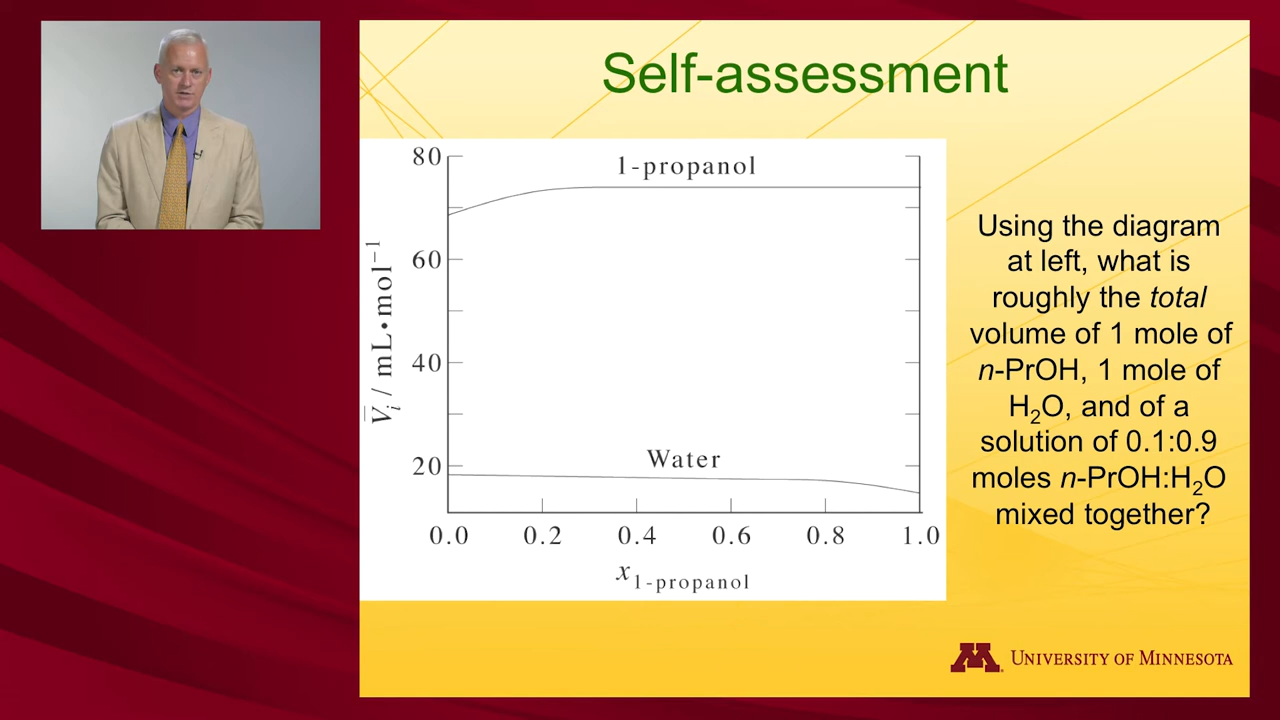 Self-assessment
80
1-propanol
60
40
20
Water
V̄ᵢ / mL•mol⁻¹
0.0 0.2 0.4 0.6 0.8 1.0
x₁₋propanol
Using the diagram
at left, what is
roughly the total
volume of 1 mole of
n-PrOH, 1 mole of
H₂O, and of a
solution of 0.1:0.9
moles n-PrOH:H₂O
mixed together?
M
UNIVERSITY OF MINNESOTA